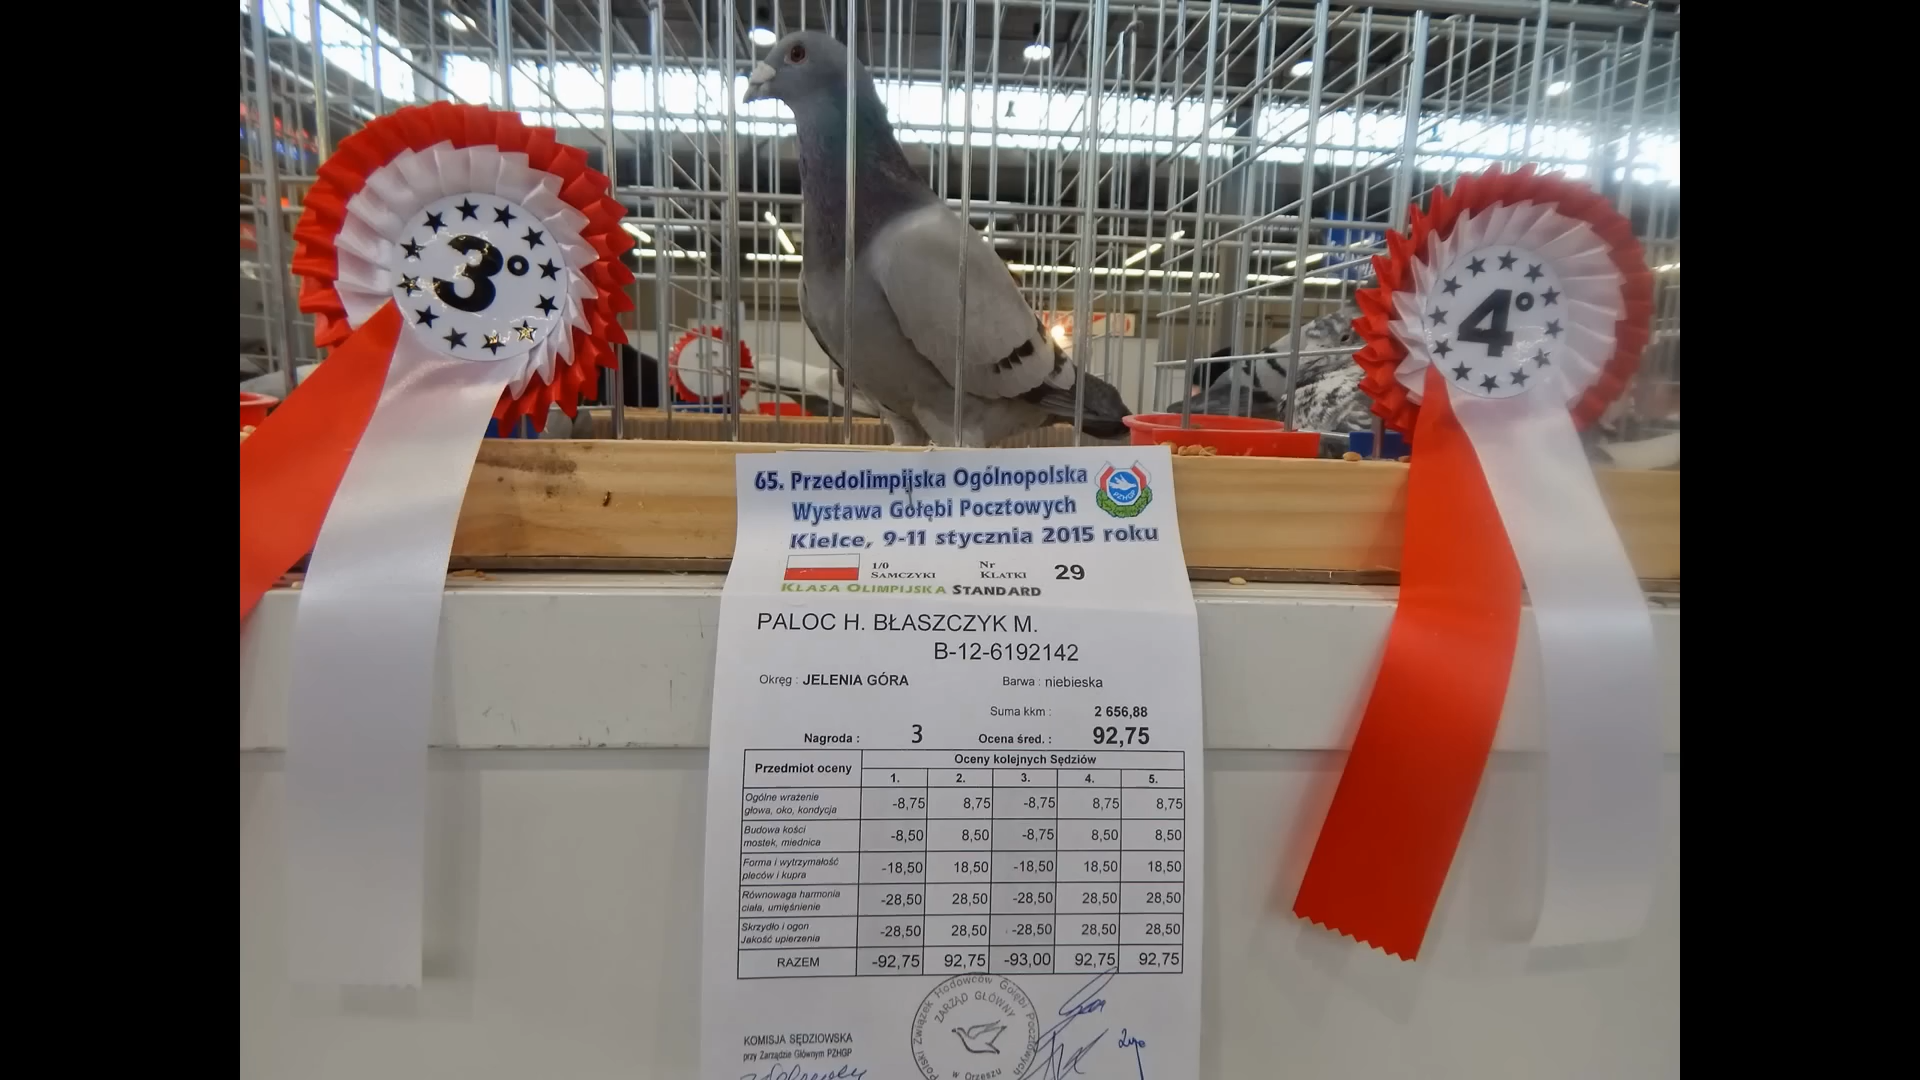 3°
4°
65. Przedolimpijska Ogólnopolska
Wystawa Gołębi Pocztowych
Kielce, 9-11 stycznia 2015 roku
PZHGP
1/0 SAMCZYKI Nr KLATKI 29
KLASA OLIMPIJSKA STANDARD
PALOC H. BŁASZCZYK M.
B-12-6192142
Okręg : JELENIA GÓRA Barwa : niebieska
Suma kkm : 2 656,88
Nagroda : 3 Ocena śred. : 92,75
Przedmiot oceny Oceny kolejnych Sędziów
1. 2. 3. 4. 5.
Ogólne wrażenie głowa, oko, kondycja -8,75 8,75 -8,75 8,75 8,75
Budowa kości mostek, miednica -8,50 8,50 -8,75 8,50 8,50
Forma i wytrzymałość pleców i kupra -18,50 18,50 -18,50 18,50 18,50
Równowaga harmonia ciała, umięśnienie -28,50 28,50 -28,50 28,50 28,50
Skrzydło i ogon Jakość upierzenia -28,50 28,50 -28,50 28,50 28,50
RAZEM -92,75 92,75 -93,00 92,75 92,75
KOMISJA SĘDZIOWSKA
przy Zarządzie Głównym PZHGP
Polski Związek Hodowców Gołębi Pocztowych
ZARZĄD GŁÓWNY
w Orzeszu